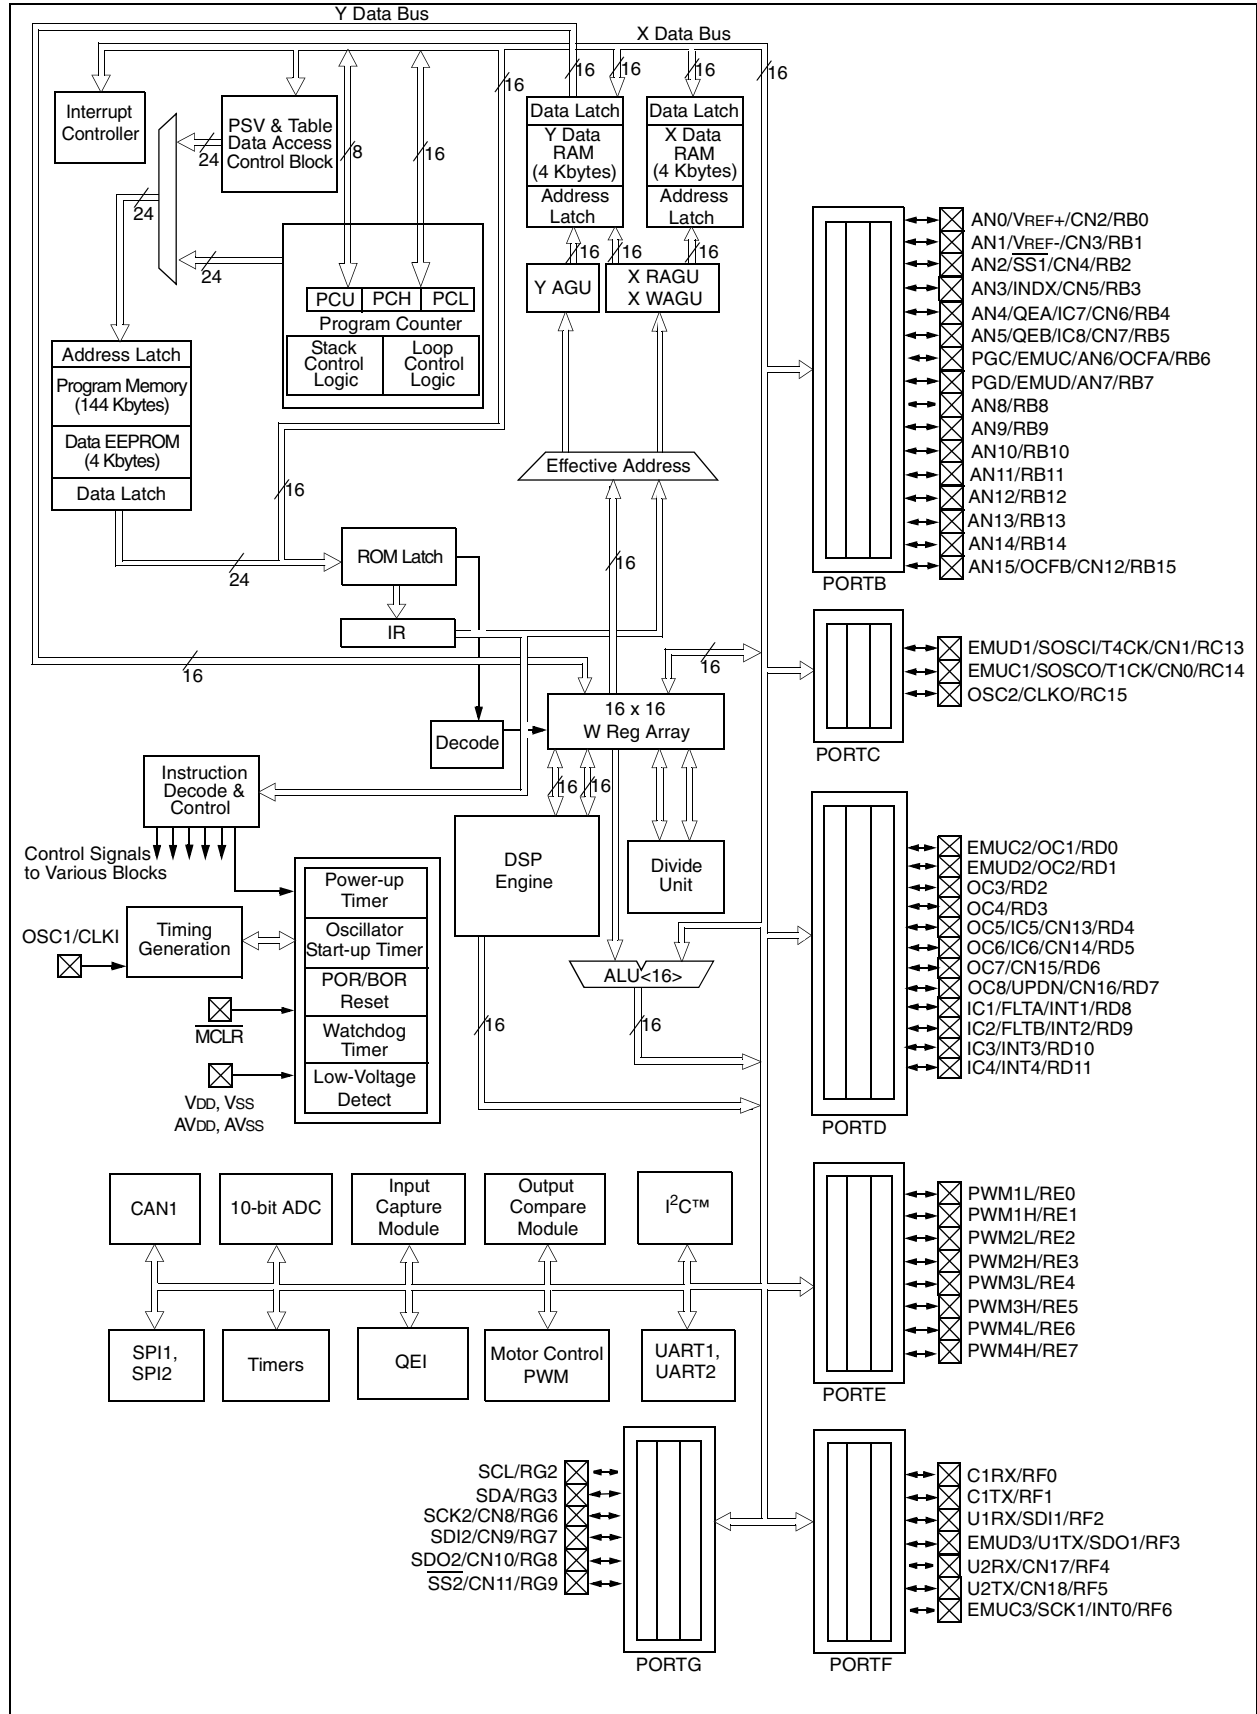 Y Data Bus
X Data Bus
16
16
16
16
16
Interrupt
Controller
PSV & Table
Data Access
Control Block
24
8
16
24
24
Data Latch
Y Data
RAM
(4 Kbytes)
Address
Latch
Data Latch
X Data
RAM
(4 Kbytes)
Address
Latch
16
16
16
Y AGU
X RAGU
X WAGU
PCU
PCH
PCL
Program Counter
Stack
Control
Logic
Loop
Control
Logic
Address Latch
Program Memory
(144 Kbytes)
Data EEPROM
(4 Kbytes)
Data Latch
Effective Address
16
24
ROM Latch
16
IR
16
16
16 x 16
W Reg Array
Decode
Instruction
Decode &
Control
16
16
Control Signals
to Various Blocks
DSP
Engine
Divide
Unit
Power-up
Timer
Oscillator
Start-up Timer
POR/BOR
Reset
Watchdog
Timer
Low-Voltage
Detect
OSC1/CLKI
Timing
Generation
MCLR
VDD, VSS
AVDD, AVSS
ALU<16>
16
16
CAN1
10-bit ADC
Input
Capture
Module
Output
Compare
Module
I2C™
SPI1,
SPI2
Timers
QEI
Motor Control
PWM
UART1,
UART2
AN0/VREF+/CN2/RB0
AN1/VREF-/CN3/RB1
AN2/SS1/CN4/RB2
AN3/INDX/CN5/RB3
AN4/QEA/IC7/CN6/RB4
AN5/QEB/IC8/CN7/RB5
PGC/EMUC/AN6/OCFA/RB6
PGD/EMUD/AN7/RB7
AN8/RB8
AN9/RB9
AN10/RB10
AN11/RB11
AN12/RB12
AN13/RB13
AN14/RB14
AN15/OCFB/CN12/RB15
PORTB
EMUD1/SOSCI/T4CK/CN1/RC13
EMUC1/SOSCO/T1CK/CN0/RC14
OSC2/CLKO/RC15
PORTC
EMUC2/OC1/RD0
EMUD2/OC2/RD1
OC3/RD2
OC4/RD3
OC5/IC5/CN13/RD4
OC6/IC6/CN14/RD5
OC7/CN15/RD6
OC8/UPDN/CN16/RD7
IC1/FLTA/INT1/RD8
IC2/FLTB/INT2/RD9
IC3/INT3/RD10
IC4/INT4/RD11
PORTD
PWM1L/RE0
PWM1H/RE1
PWM2L/RE2
PWM2H/RE3
PWM3L/RE4
PWM3H/RE5
PWM4L/RE6
PWM4H/RE7
PORTE
SCL/RG2
SDA/RG3
SCK2/CN8/RG6
SDI2/CN9/RG7
SDO2/CN10/RG8
SS2/CN11/RG9
PORTG
C1RX/RF0
C1TX/RF1
U1RX/SDI1/RF2
EMUD3/U1TX/SDO1/RF3
U2RX/CN17/RF4
U2TX/CN18/RF5
EMUC3/SCK1/INT0/RF6
PORTF